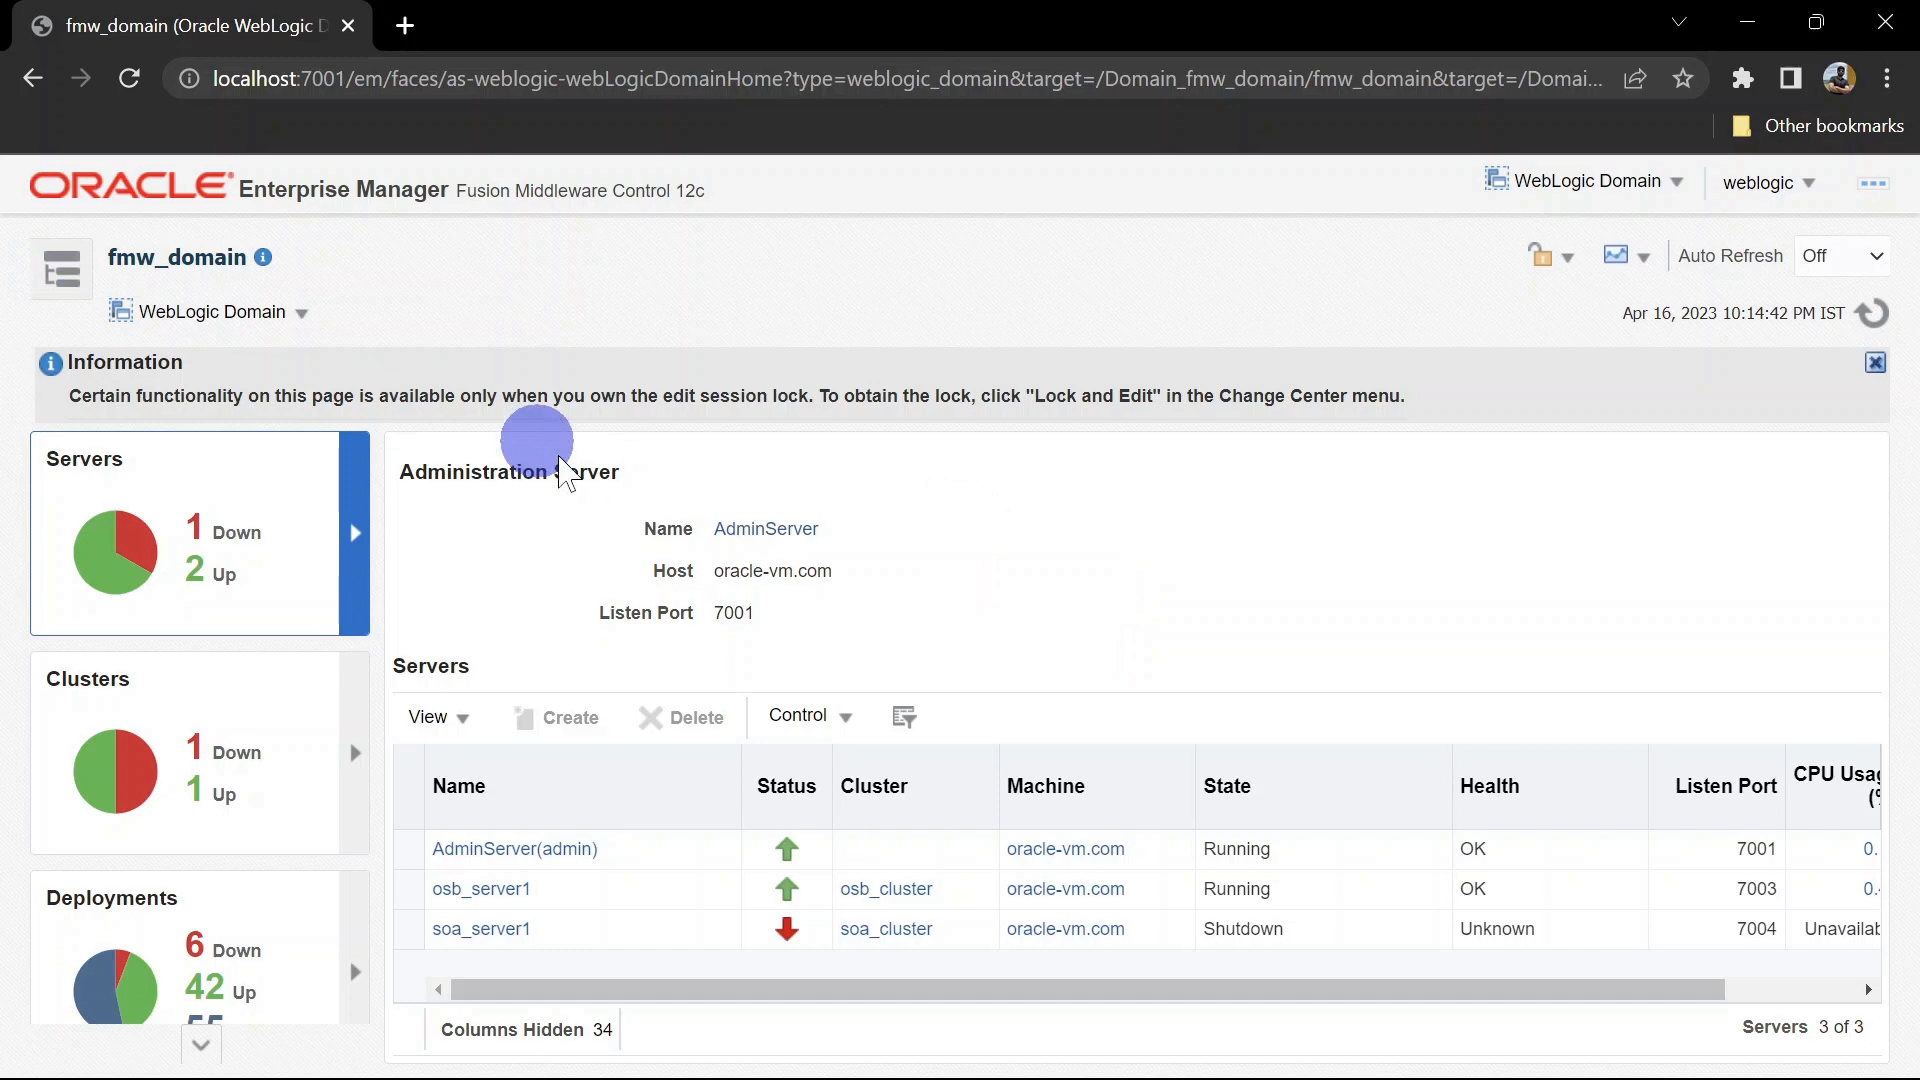 fmw_domain (Oracle WebLogic D
localhost:7001/em/faces/as-weblogic-webLogicDomainHome?type=weblogic_domain&target=/Domain_fmw_domain/fmw_domain&target=/Domai...
Other bookmarks
ORACLE Enterprise Manager Fusion Middleware Control 12c
WebLogic Domain
weblogic
fmw_domain
Auto Refresh Off
WebLogic Domain
Apr 16, 2023 10:14:42 PM IST
Information
Certain functionality on this page is available only when you own the edit session lock. To obtain the lock, click "Lock and Edit" in the Change Center menu.
Servers
1 Down
2 Up
Clusters
1 Down
1 Up
Deployments
6 Down
42 Up
Administration Server
Name AdminServer
Host oracle-vm.com
Listen Port 7001
Servers
View Create Delete Control
Name Status Cluster Machine State Health Listen Port CPU Usag
AdminServer(admin) oracle-vm.com Running OK 7001 0.
osb_server1 osb_cluster oracle-vm.com Running OK 7003 0.
soa_server1 soa_cluster oracle-vm.com Shutdown Unknown 7004 Unavailab
Columns Hidden 34
Servers 3 of 3